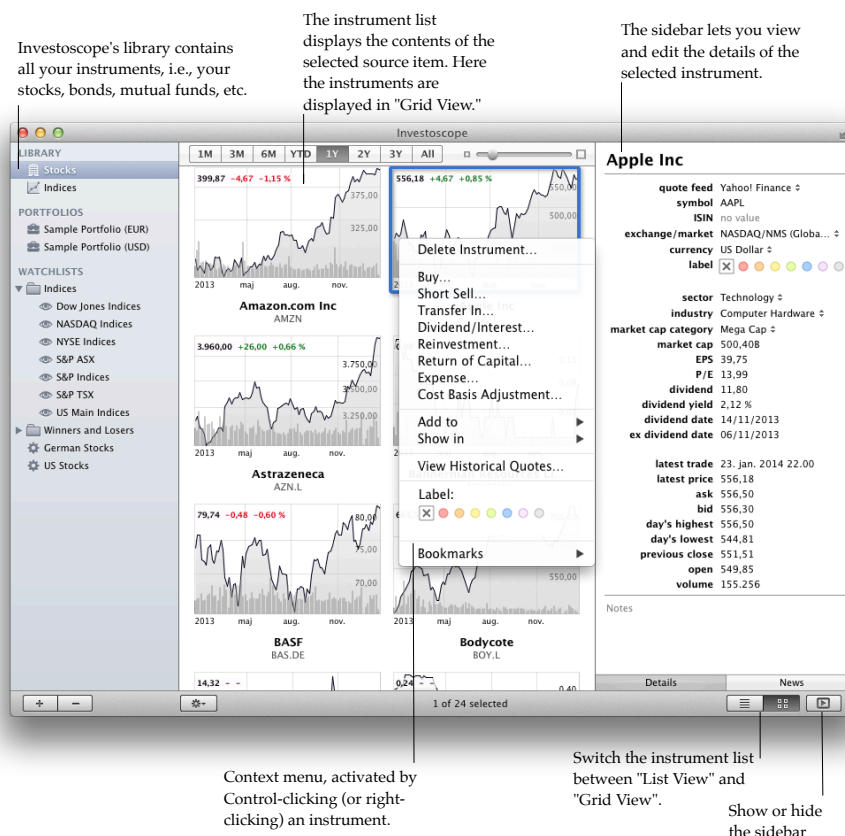 Investoscope's library contains
all your instruments, i.e., your
stocks, bonds, mutual funds, etc.
The instrument list
displays the contents of the
selected source item. Here
the instruments are
displayed in "Grid View."
The sidebar lets you view
and edit the details of the
selected instrument.
Investoscope
LIBRARY
Stocks
Indices
PORTFOLIOS
Sample Portfolio (EUR)
Sample Portfolio (USD)
WATCHLISTS
Indices
Dow Jones Indices
NASDAQ Indices
NYSE Indices
S&P ASX
S&P Indices
S&P TSX
US Main Indices
Winners and Losers
German Stocks
US Stocks
1M 3M 6M YTD 1Y 2Y 3Y All
399,87 -4,67 -1,15 %
375,00
325,00
2013 maj aug. nov.
Amazon.com Inc
AMZN
556,18 +4,67 +0,85 %
550,00
500,00
3.960,00 +26,00 +0,66 %
3.750,00
3.500,00
3.250,00
2013 maj aug. nov.
Astrazeneca
AZN.L
79,74 -0,48 -0,60 %
80,00
75,00
70,00
2013 maj aug. nov.
BASF
BAS.DE
550,00
2013 maj aug. nov.
Bodycote
BOY.L
14,32 - -
0,24 - -
0,40
Delete Instrument...
Buy...
Short Sell...
Transfer In...
Dividend/Interest...
Reinvestment...
Return of Capital...
Expense...
Cost Basis Adjustment...
Add to
Show in
View Historical Quotes...
Label:
Bookmarks
Apple Inc
quote feed Yahoo! Finance
symbol AAPL
ISIN no value
exchange/market NASDAQ/NMS (Globa...
currency US Dollar
label
sector Technology
industry Computer Hardware
market cap category Mega Cap
market cap 500,40B
EPS 39,75
P/E 13,99
dividend 11,80
dividend yield 2,12 %
dividend date 14/11/2013
ex dividend date 06/11/2013
latest trade 23. jan. 2014 22.00
latest price 556,18
ask 556,50
bid 556,30
day's highest 556,50
day's lowest 544,81
previous close 551,51
open 549,85
volume 155.256
Notes
Details News
1 of 24 selected
Context menu, activated by
Control-clicking (or right-
clicking) an instrument.
Switch the instrument list
between "List View" and
"Grid View".
Show or hide
the sidebar